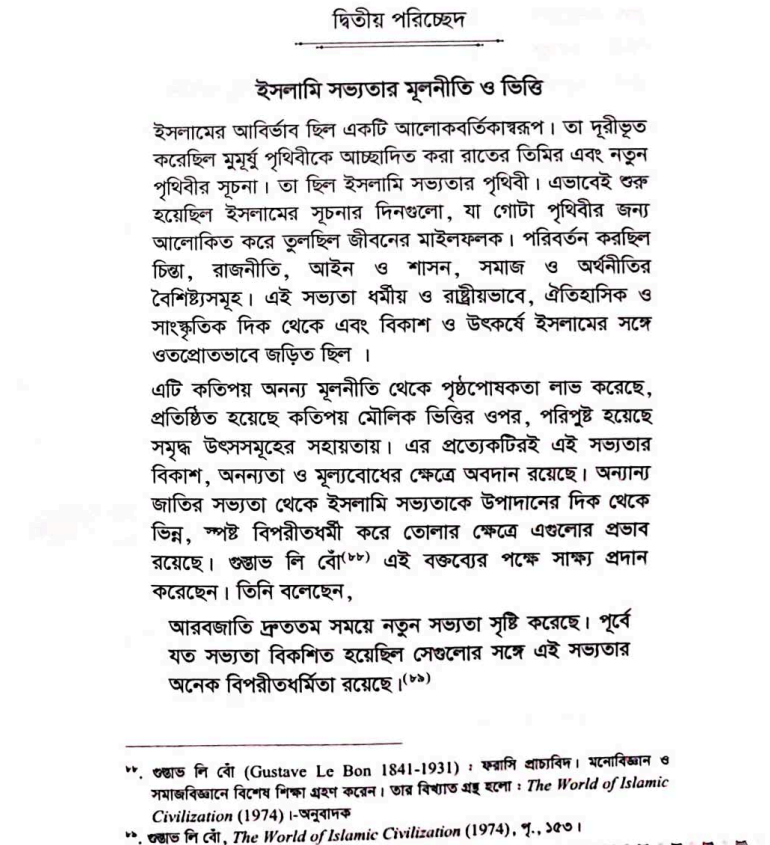 দ্বিতীয় পরিচ্ছেদ
ইসলামি সভ্যতার মূলনীতি ও ভিত্তি
ইসলামের আবির্ভাব ছিল একটি আলোকবর্তিকাস্বরূপ। তা দূরীভূত
করেছিল মুমূর্ষু পৃথিবীকে আচ্ছাদিত করা রাতের তিমির এবং নতুন
পৃথিবীর সূচনা। তা ছিল ইসলামি সভ্যতার পৃথিবী। এভাবেই শুরু
হয়েছিল ইসলামের সূচনার দিনগুলো, যা গোটা পৃথিবীর জন্য
আলোকিত করে তুলছিল জীবনের মাইলফলক। পরিবর্তন করছিল
চিন্তা, রাজনীতি, আইন ও শাসন, সমাজ ও অর্থনীতির
বৈশিষ্ট্যসমূহ। এই সভ্যতা ধর্মীয় ও রাষ্ট্রীয়ভাবে, ঐতিহাসিক ও
সাংস্কৃতিক দিক থেকে এবং বিকাশ ও উৎকর্ষে ইসলামের সঙ্গে
ওতপ্রোতভাবে জড়িত ছিল ।
এটি কতিপয় অনন্য মূলনীতি থেকে পৃষ্ঠপোষকতা লাভ করেছে,
প্রতিষ্ঠিত হয়েছে কতিপয় মৌলিক ভিত্তির ওপর, পরিপুষ্ট হয়েছে
সমৃদ্ধ উৎসসমূহের সহায়তায়। এর প্রত্যেকটিরই এই সভ্যতার
বিকাশ, অনন্যতা ও মূল্যবোধের ক্ষেত্রে অবদান রয়েছে। অন্যান্য
জাতির সভ্যতা থেকে ইসলামি সভ্যতাকে উপাদানের দিক থেকে
ভিন্ন, স্পষ্ট বিপরীতধর্মী করে তোলার ক্ষেত্রে এগুলোর প্রভাব
রয়েছে। গুস্তাভ লি বোঁ(৮৮) এই বক্তব্যের পক্ষে সাক্ষ্য প্রদান
করেছেন। তিনি বলেছেন,
আরবজাতি দ্রুততম সময়ে নতুন সভ্যতা সৃষ্টি করেছে। পূর্বে
যত সভ্যতা বিকশিত হয়েছিল সেগুলোর সঙ্গে এই সভ্যতার
অনেক বিপরীতধর্মিতা রয়েছে।(৮৯)
৮৮. গুস্তাভ লি বোঁ (Gustave Le Bon 1841-1931) : ফরাসি প্রাচ্যবিদ। মনোবিজ্ঞান ও
সমাজবিজ্ঞানে বিশেষ শিক্ষা গ্রহণ করেন। তার বিখ্যাত গ্রন্থ হলো : The World of Islamic
Civilization (1974)।-অনুবাদক
৮৯. গুস্তাভ লি বোঁ, The World of Islamic Civilization (1974), পৃ., ১৫৩।